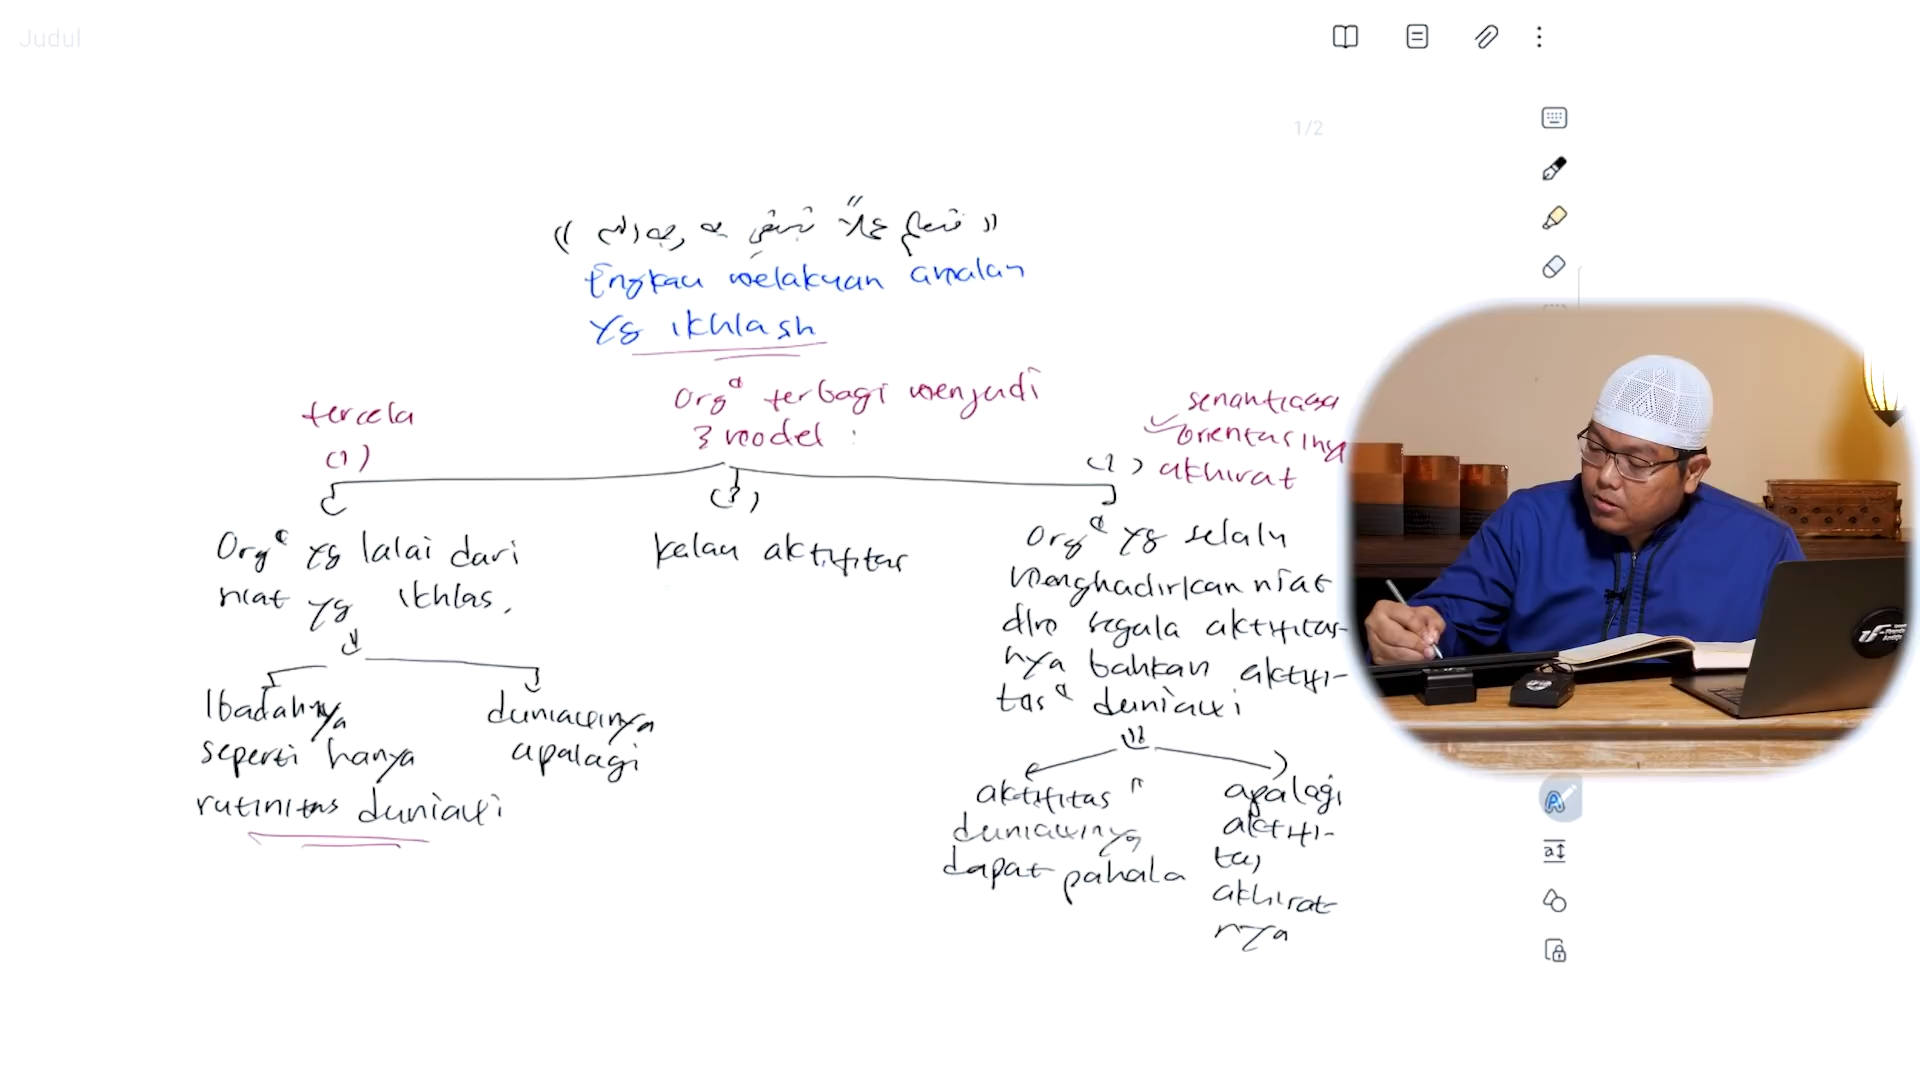 Judul
1/2
« فتعمل عملاً تبتغي به وجه الله »
Engkau melakukan amalan
yg ikhlash
Org² terbagi menjadi
3 model :
tercela
(1)
Org² yg lalai dari
niat yg ikhlas,
Ibadahnya
seperti hanya
rutinitas duniawi
duniawinya
apalagi
(3)
kalau aktifitas
senantiasa
orientasinya
akhirat
Org² yg selalu
menghadirkan niat
dlm segala aktifitas-
nya bahkan aktifi-
tas² duniawi
aktifitas"
duniawinya
dapat pahala
apalagi
aktifi-
tas
akhirat
nya